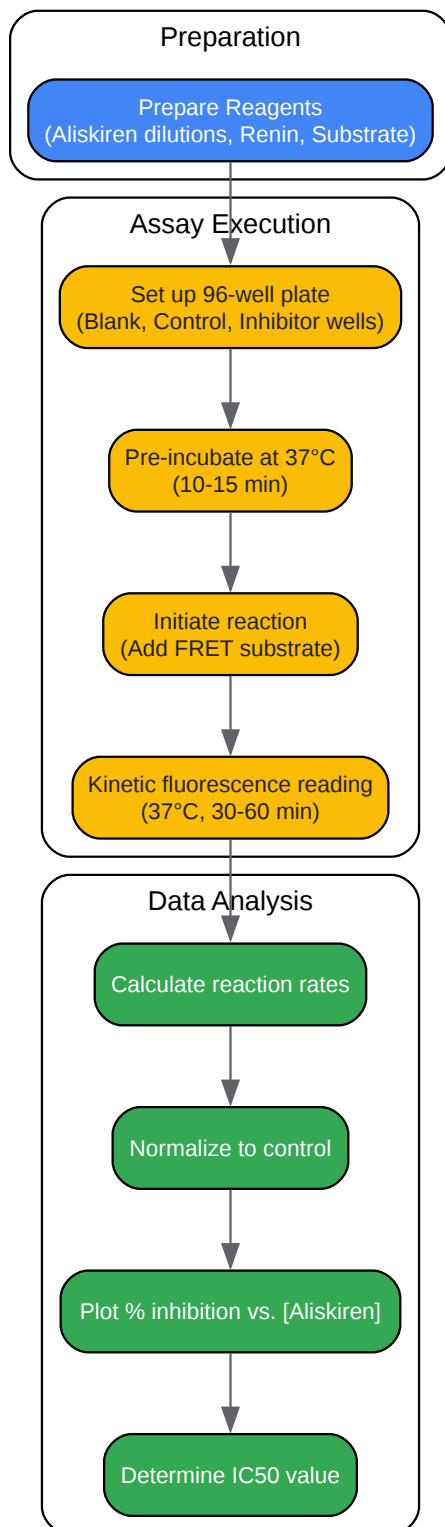 Preparation
Prepare Reagents
(Aliskiren dilutions, Renin, Substrate)
Assay Execution
Set up 96-well plate
(Blank, Control, Inhibitor wells)
Pre-incubate at 37°C
(10-15 min)
Initiate reaction
(Add FRET substrate)
Kinetic fluorescence reading
(37°C, 30-60 min)
Data Analysis
Calculate reaction rates
Normalize to control
Plot % inhibition vs. [Aliskiren]
Determine IC50 value